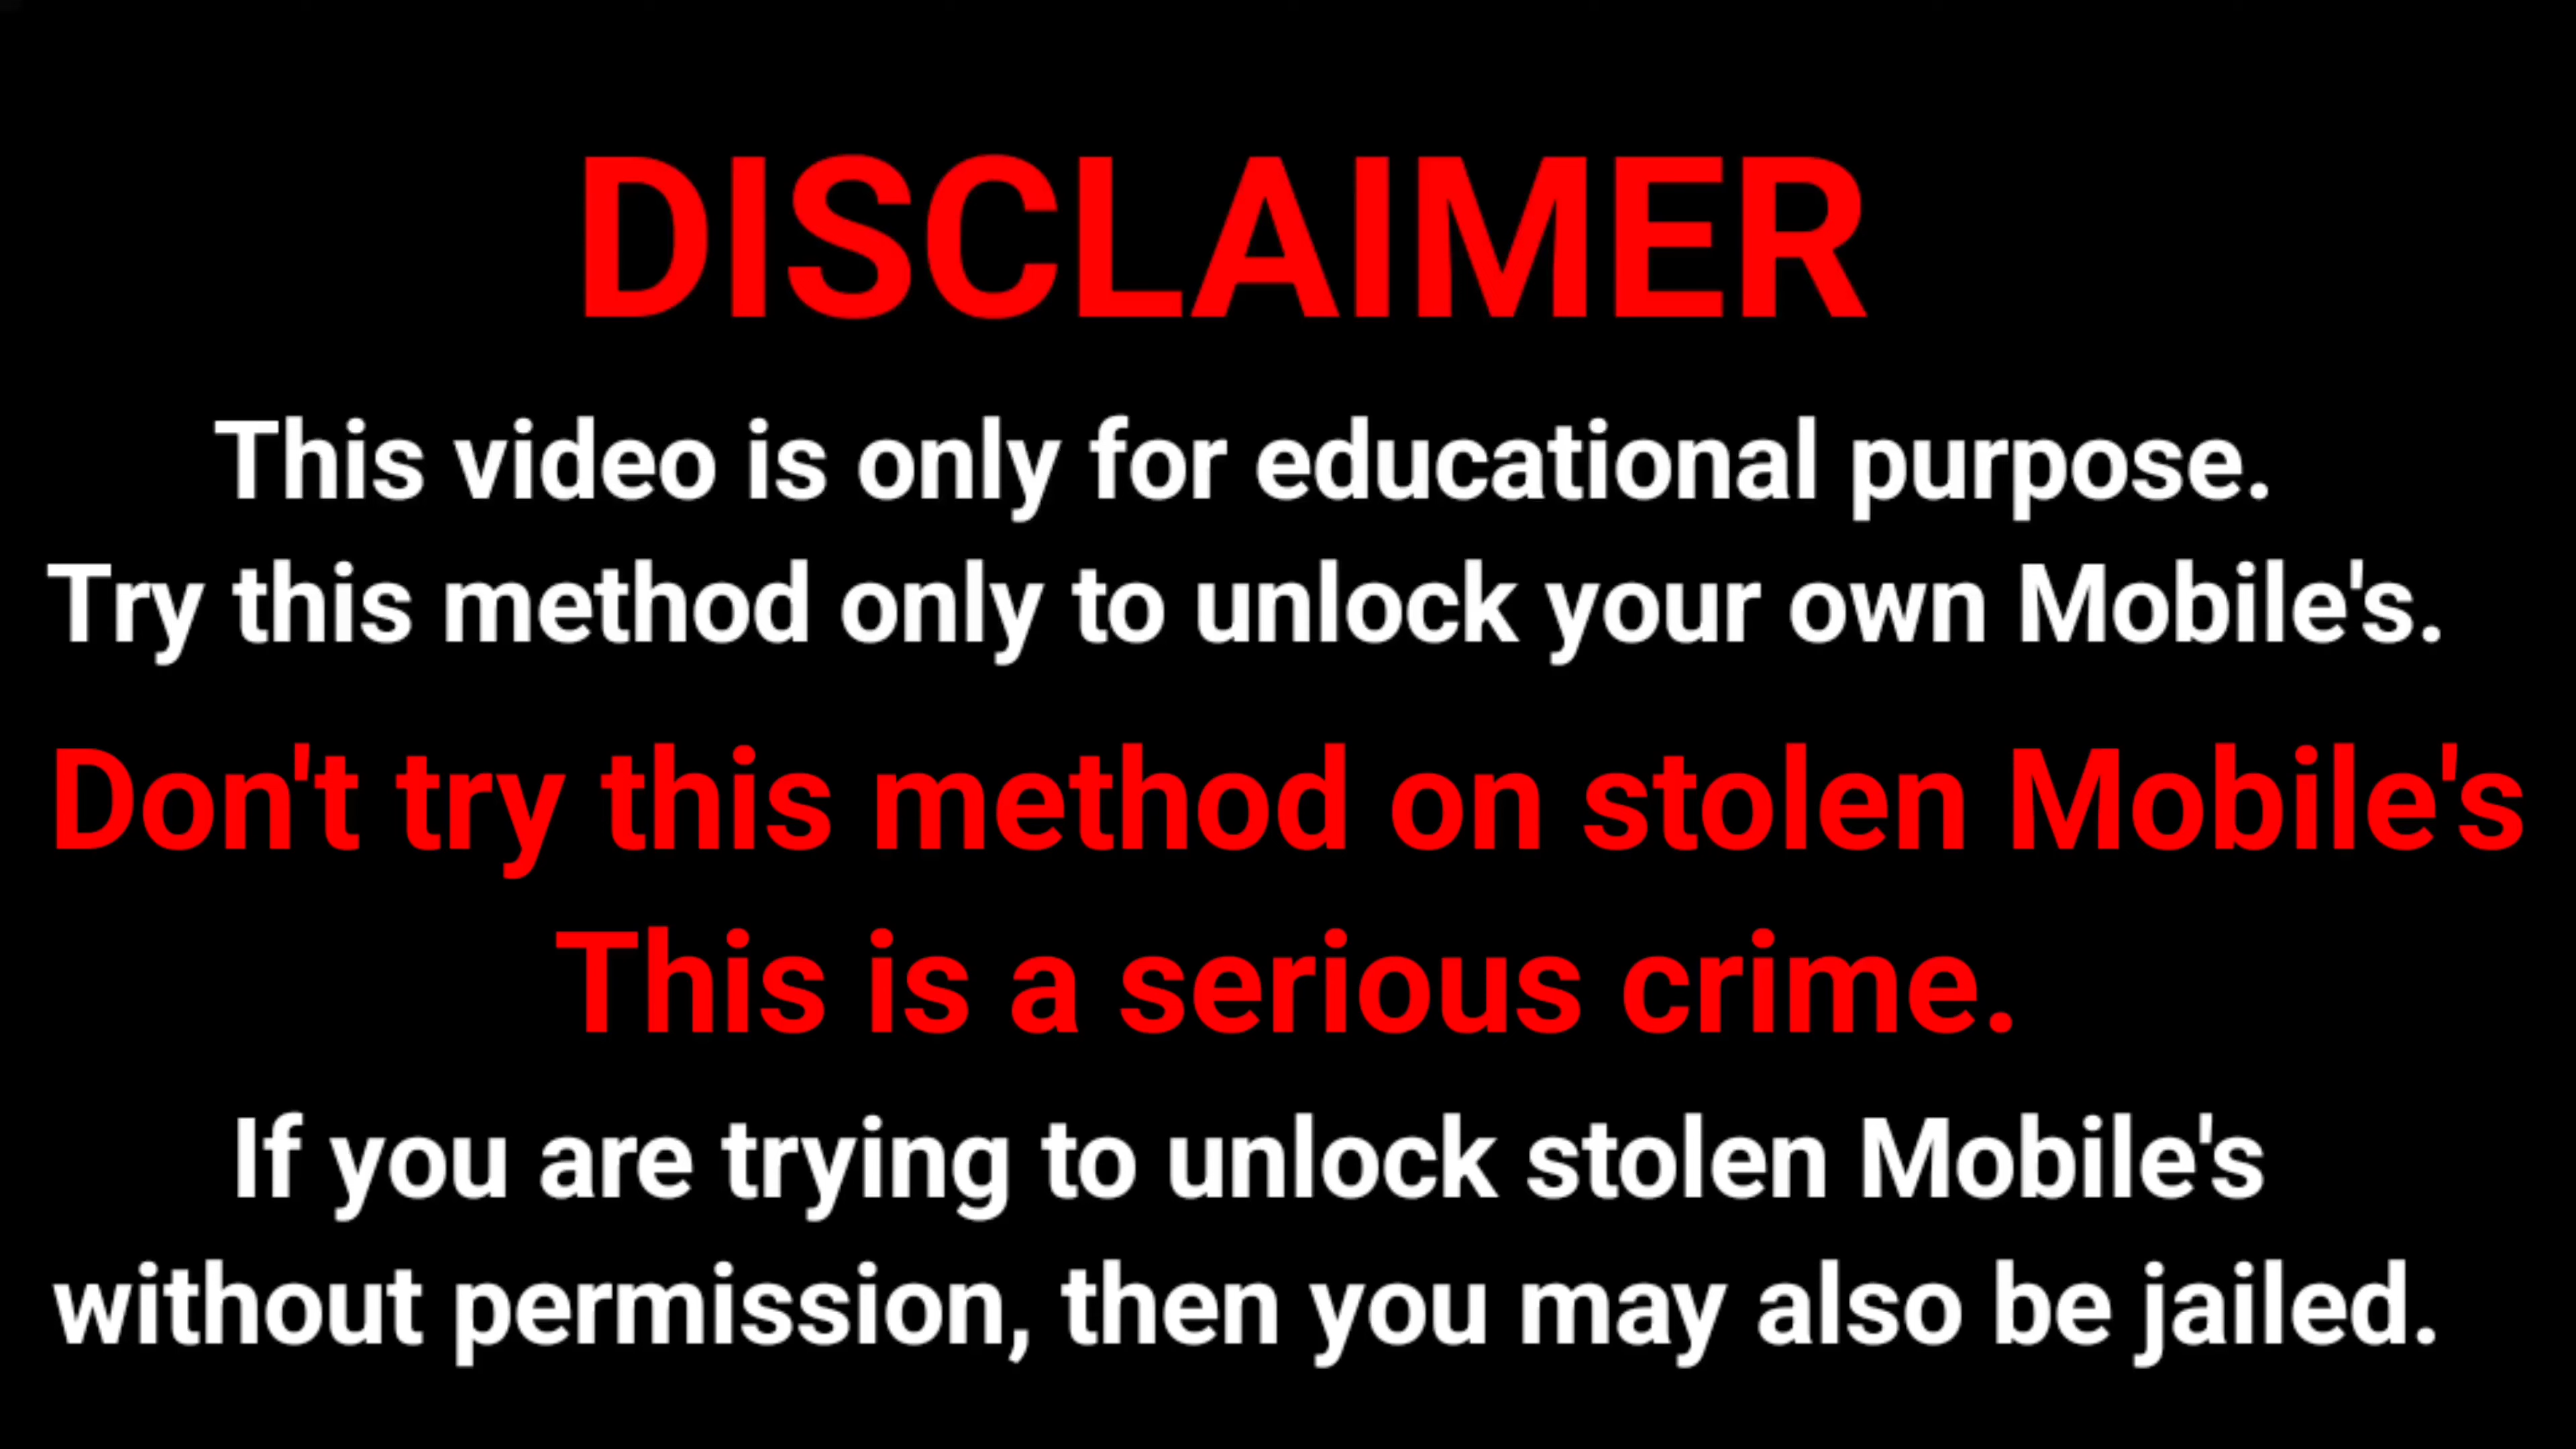 DISCLAIMER
This video is only for educational purpose.
Try this method only to unlock your own Mobile's.
Don't try this method on stolen Mobile's
This is a serious crime.
If you are trying to unlock stolen Mobile's
without permission, then you may also be jailed.